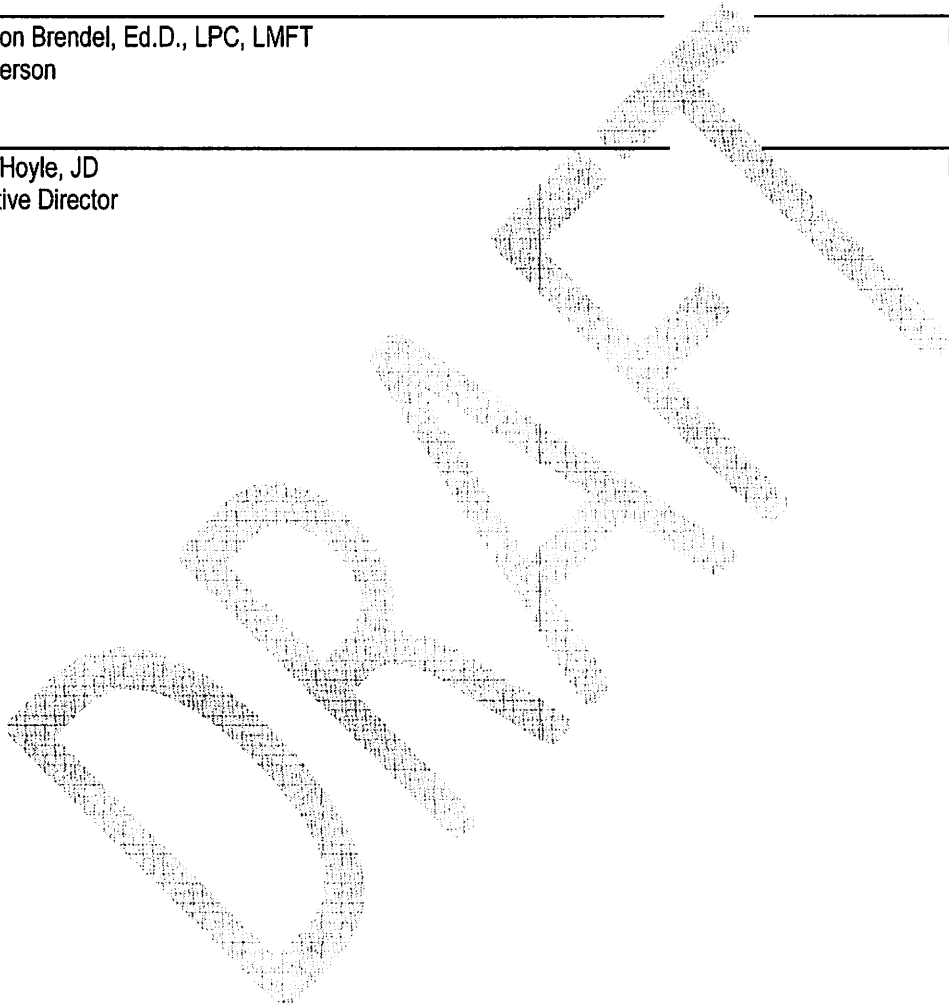 on Brendel, Ed.D., LPC, LMFT
erson
Hoyle, JD
tive Director
DRAFT